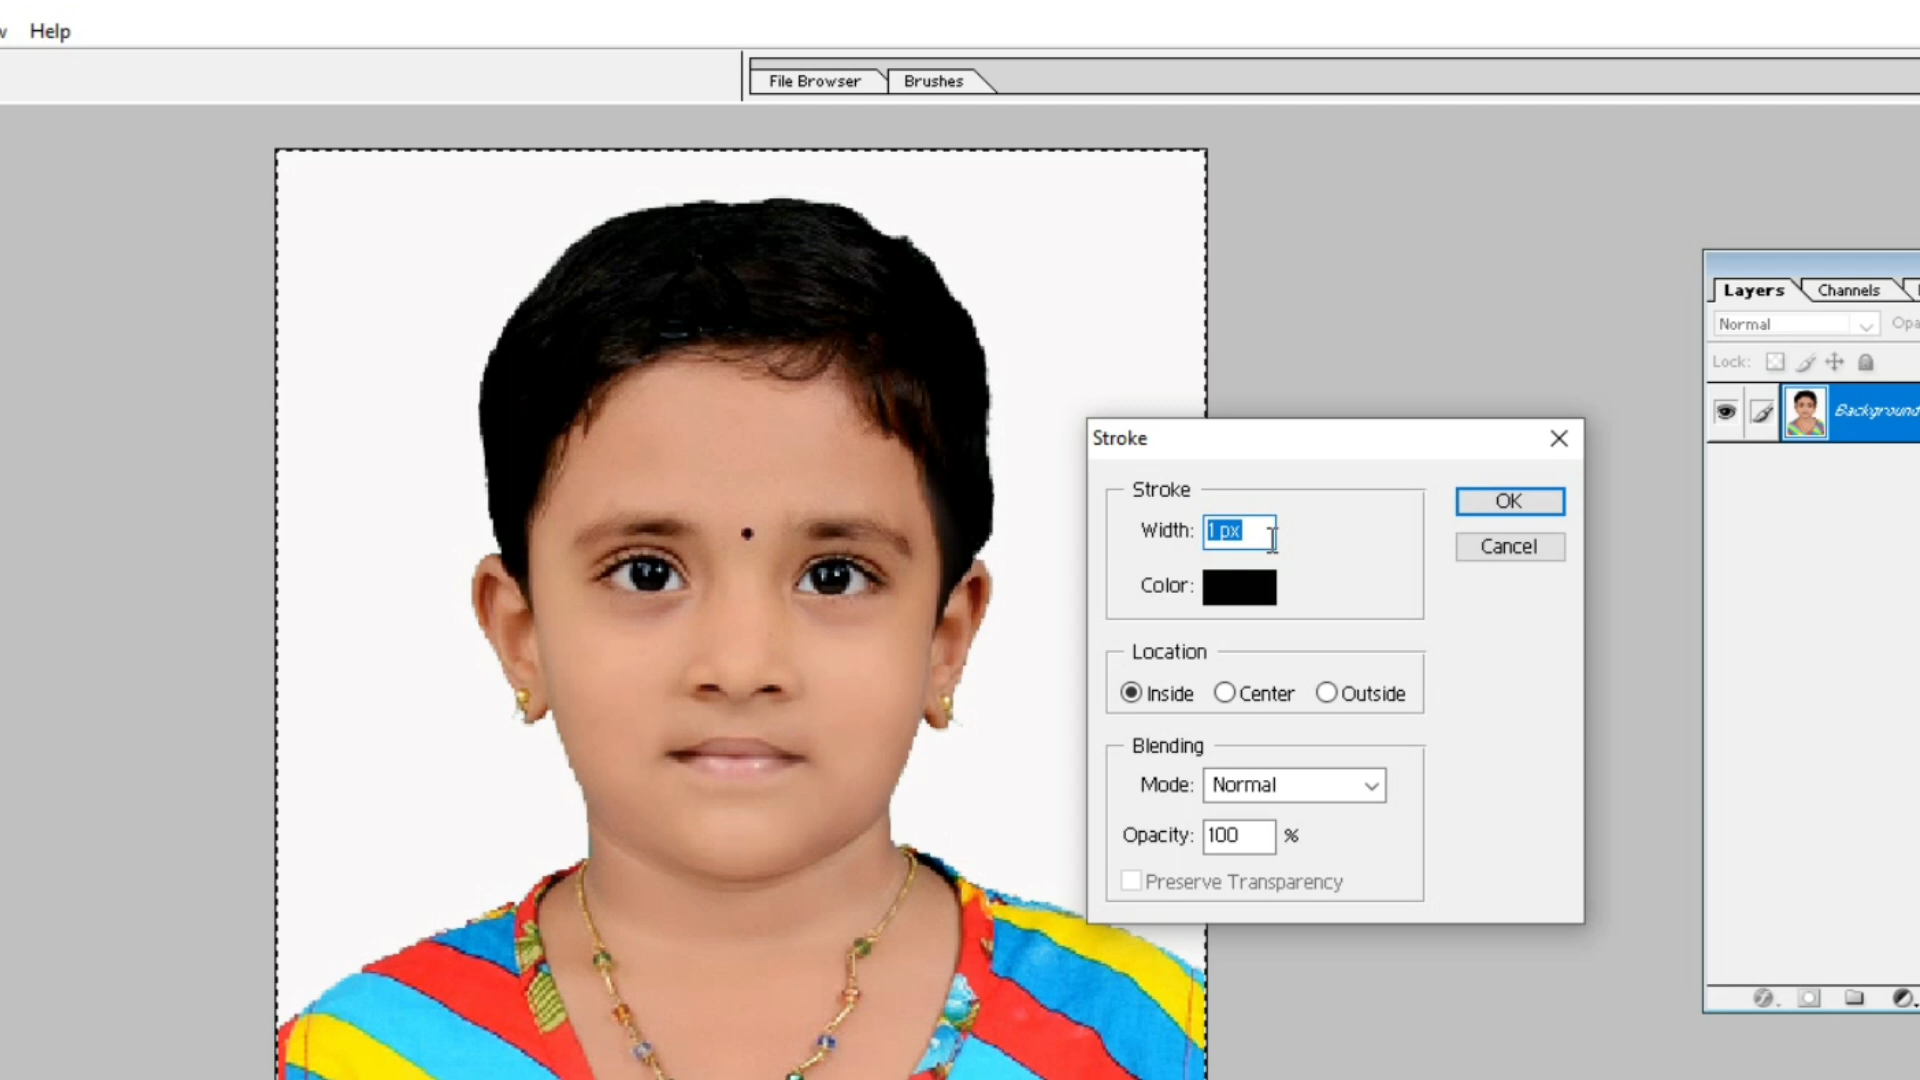 Help
File Browser
Brushes
Layers
Channels
Normal
Lock:
Background
Stroke
Stroke
Width: 1 px
Color:
OK
Cancel
Location
Inside Center Outside
Blending
Mode: Normal
Opacity: 100 %
Preserve Transparency